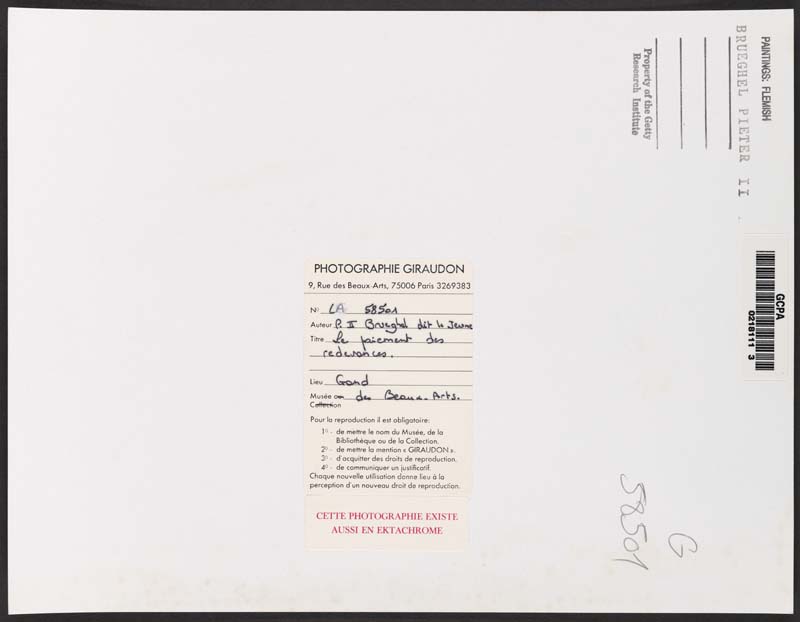 PAINTINGS: FLEMISH
BRUEGHEL PIETER II
Property of the Getty
Research Institute
GCPA
0218111 3
PHOTOGRAPHIE GIRAUDON
9, Rue des Beaux-Arts, 75006 Paris 3269383
No LA 58501
Auteur P. II Brueghel dit le Jeune
Titre Le paiement des
redevances.
Lieu Gand
Musée ou des Beaux-Arts.
Collection
Pour la reproduction il est obligatoire:
1o - de mettre le nom du Musée, de la
Bibliothèque ou de la Collection.
2o - de mettre la mention « GIRAUDON ».
3o - d'acquitter des droits de reproduction.
4o - de communiquer un justificatif.
Chaque nouvelle utilisation donne lieu à la
perception d'un nouveau droit de reproduction.
CETTE PHOTOGRAPHIE EXISTE
AUSSI EN EKTACHROME
G
58501